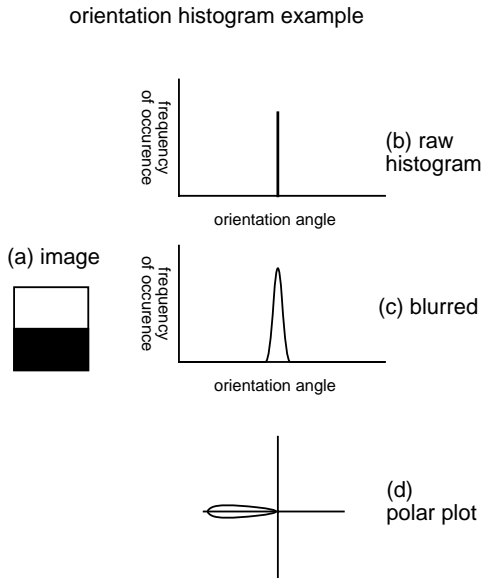 orientation histogram example
frequency
of occurence
orientation angle
(b) raw
histogram
(a) image
frequency
of occurence
orientation angle
(c) blurred
(d)
polar plot